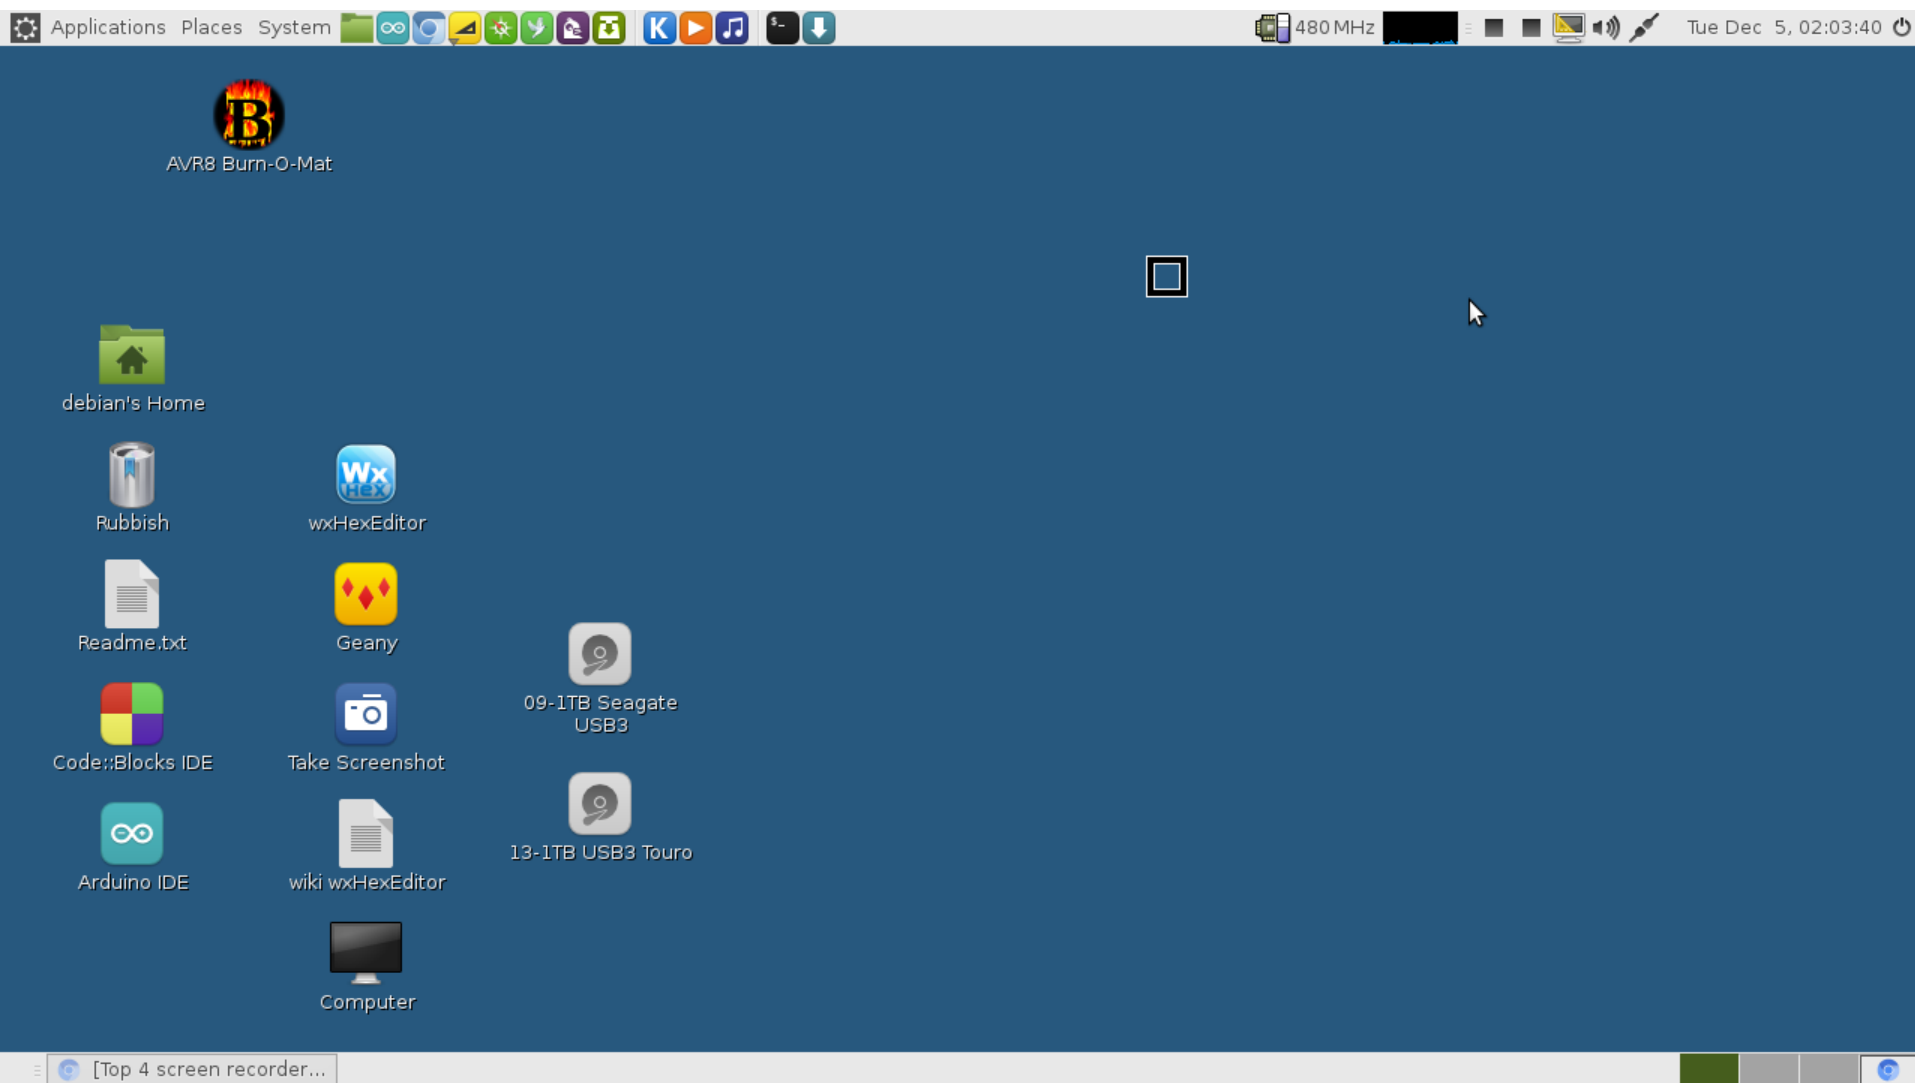 Applications Places System 480 MHz Tue Dec 5, 02:03:40
B
AVR8 Burn-O-Mat
debian's Home
Rubbish
Wx
HEX
wxHexEditor
Readme.txt
Geany
09-1TB Seagate
USB3
Code::Blocks IDE
Take Screenshot
13-1TB USB3 Touro
Arduino IDE
wiki wxHexEditor
Computer
[Top 4 screen recorder...